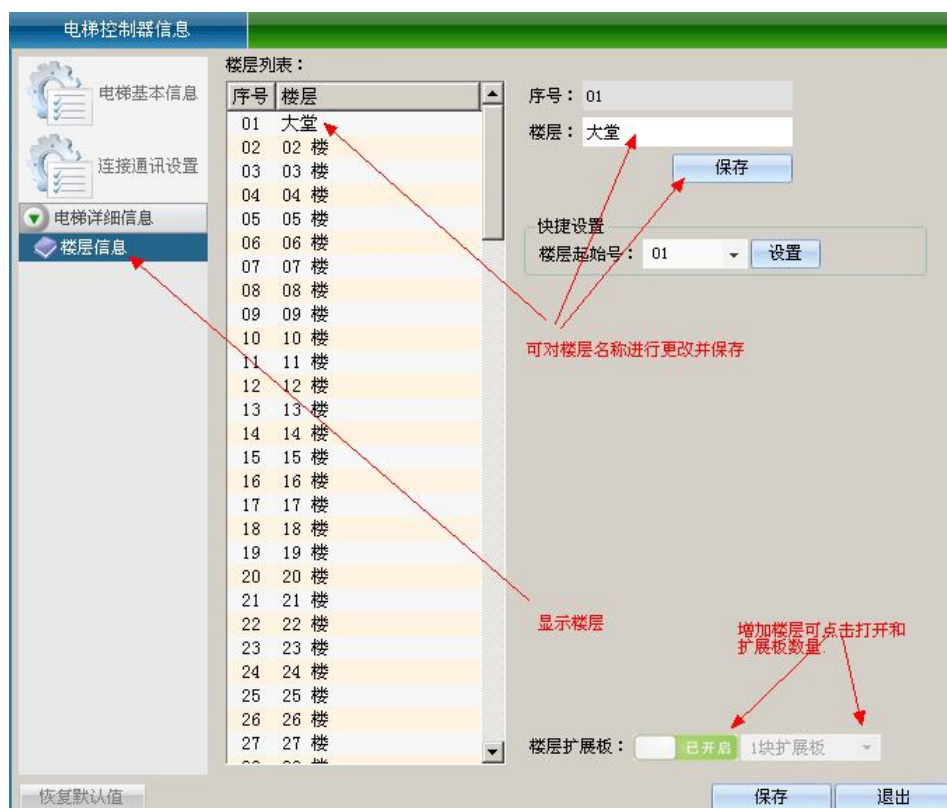 电梯控制器信息
电梯基本信息
连接通讯设置
电梯详细信息
楼层信息
楼层列表：
序号 楼层
01 大堂
02 02 楼
03 03 楼
04 04 楼
05 05 楼
06 06 楼
07 07 楼
08 08 楼
09 09 楼
10 10 楼
11 11 楼
12 12 楼
13 13 楼
14 14 楼
15 15 楼
16 16 楼
17 17 楼
18 18 楼
19 19 楼
20 20 楼
21 21 楼
22 22 楼
23 23 楼
24 24 楼
25 25 楼
26 26 楼
27 27 楼
序号： 01
楼层： 大堂
保存
快捷设置
楼层起始号： 01 设置
可对楼层名称进行更改并保存
显示楼层
增加楼层可点击打开和
扩展板数量.
楼层扩展板： 已开启 1块扩展板
恢复默认值
保存
退出